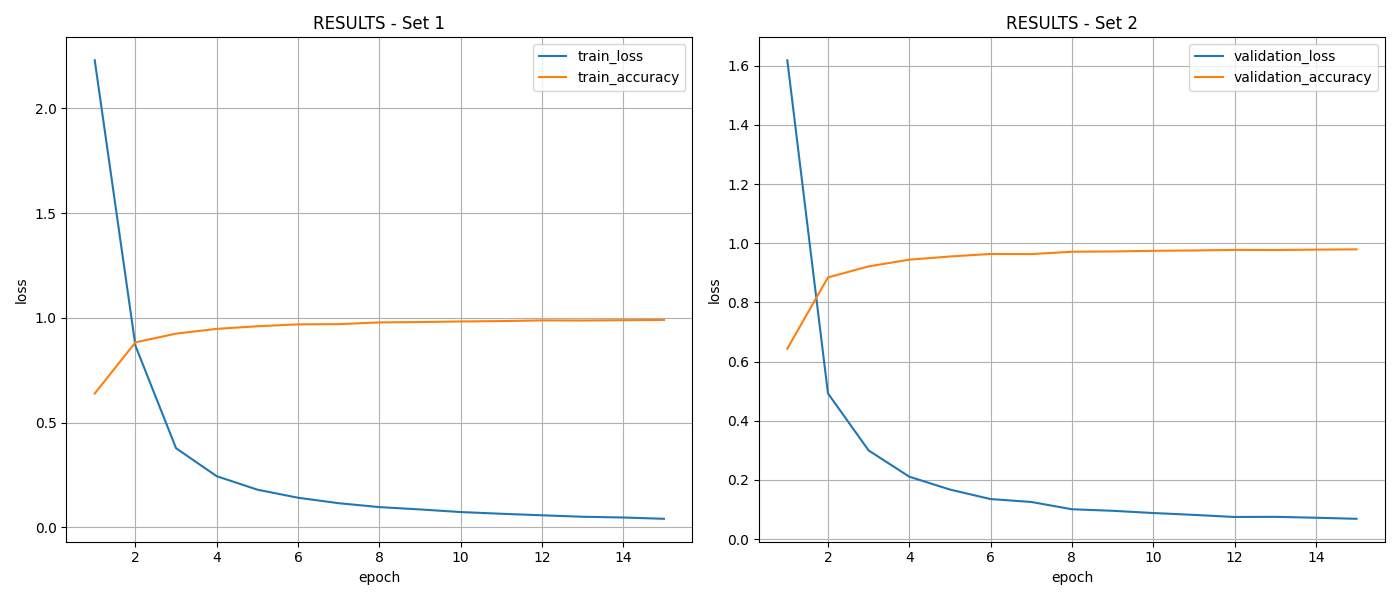 RESULTS - Set 1
train_loss
train_accuracy
2.0
1.5
1.0
0.5
0.0
loss
2 4 6 8 10 12 14
epoch
RESULTS - Set 2
validation_loss
validation_accuracy
1.6
1.4
1.2
1.0
0.8
0.6
0.4
0.2
0.0
loss
2 4 6 8 10 12 14
epoch